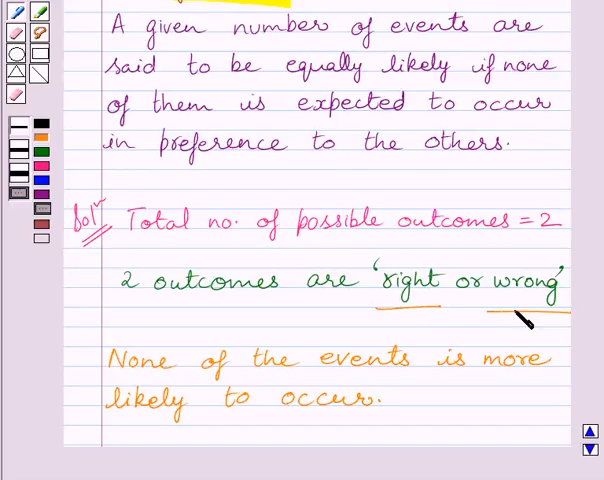 A given number of events are
said to be equally likely if none
of them is expected to occur
in preference to the others.
Solⁿ Total no. of possible outcomes = 2
2 outcomes are 'right or wrong'
None of the events is more
likely to occur.